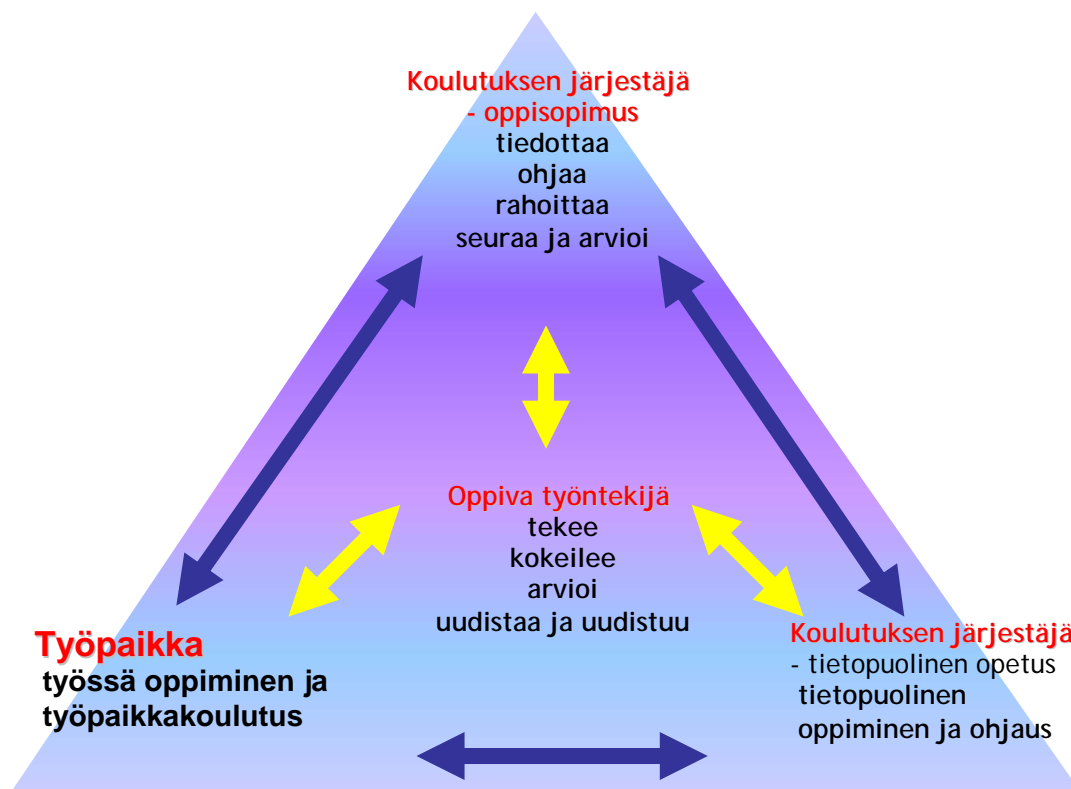 Koulutuksen järjestäjä
- oppisopimus
tiedottaa
ohjaa
rahoittaa
seuraa ja arvioi
Oppiva työntekijä
tekee
kokeilee
arvioi
uudistaa ja uudistuu
Työpaikka
työssä oppiminen ja
työpaikkakoulutus
Koulutuksen järjestäjä
- tietopuolinen opetus
tietopuolinen
oppiminen ja ohjaus